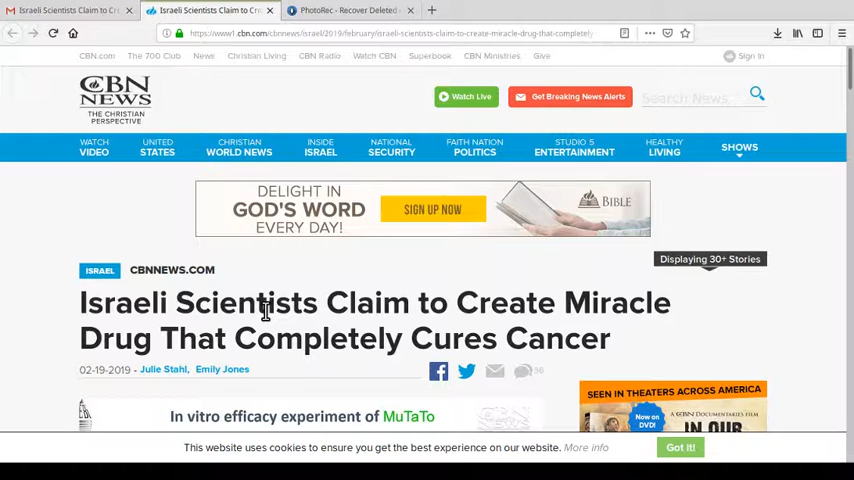 Israeli Scientists Claim to Cr
Israeli Scientists Claim to Cre
PhotoRec - Recover Deleted
https://www1.cbn.com/cbnnews/israel/2019/february/israeli-scientists-claim-to-create-miracle-drug-that-completely
CBN.com The 700 Club News Christian Living CBN Radio Watch CBN Superbook CBN Ministries Give Sign In
CBN
NEWS
THE CHRISTIAN
PERSPECTIVE
Watch Live
Get Breaking News Alerts
Search News
WATCH VIDEO
UNITED STATES
CHRISTIAN WORLD NEWS
INSIDE ISRAEL
NATIONAL SECURITY
FAITH NATION POLITICS
STUDIO 5 ENTERTAINMENT
HEALTHY LIVING
SHOWS
DELIGHT IN
GOD'S WORD
EVERY DAY!
SIGN UP NOW
BIBLE
Displaying 30+ Stories
ISRAEL CBNNEWS.COM
Israeli Scientists Claim to Create Miracle
Drug That Completely Cures Cancer
02-19-2019 - Julie Stahl, Emily Jones
In vitro efficacy experiment of MuTaTo
SEEN IN THEATERS ACROSS AMERICA
Now on
DVD!
A CBN DOCUMENTARIES FILM
IN OUR
This website uses cookies to ensure you get the best experience on our website. More info
Got it!